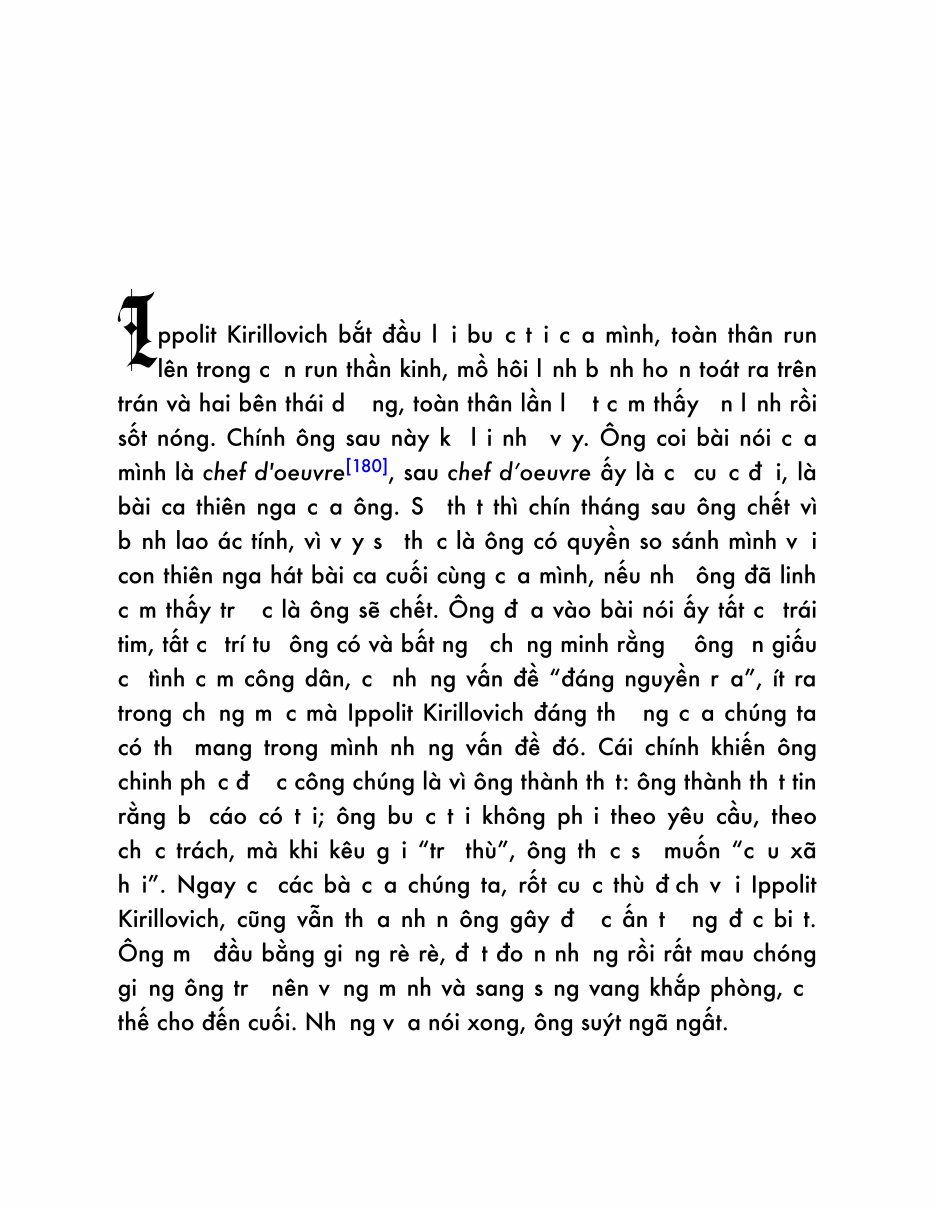 Ippolit Kirillovich bắt đầu l i bu c t i c a mình, toàn thân run
lên trong c n run thần kinh, mồ hôi l nh b nh ho n toát ra trên
trán và hai bên thái d ng, toàn thân lần l t c m thấy n l nh rồi
sốt nóng. Chính ông sau này k l i nh v y. Ông coi bài nói c a
mình là chef d'oeuvre[180], sau chef d’oeuvre ấy là c cu c đ i, là
bài ca thiên nga c a ông. S th t thì chín tháng sau ông chết vì
b nh lao ác tính, vì v y s th c là ông có quyền so sánh mình v i
con thiên nga hát bài ca cuối cùng c a mình, nếu nh ông đã linh
c m thấy tr c là ông sẽ chết. Ông đ a vào bài nói ấy tất c trái
tim, tất c trí tu ông có và bất ng ch ng minh rằng ông n giấu
c tình c m công dân, c nh ng vấn đề “đáng nguyền r a”, ít ra
trong ch ng m c mà Ippolit Kirillovich đáng th ng c a chúng ta
có th mang trong mình nh ng vấn đề đó. Cái chính khiến ông
chinh ph c đ c công chúng là vì ông thành th t: ông thành th t tin
rằng b cáo có t i; ông bu c t i không ph i theo yêu cầu, theo
ch c trách, mà khi kêu g i “tr thù”, ông th c s muốn “c u xã
h i”. Ngay c các bà c a chúng ta, rốt cu c thù đ ch v i Ippolit
Kirillovich, cũng vẫn th a nh n ông gây đ c ấn t ng đ c bi t.
Ông m đầu bằng gi ng rè rè, đ t đo n nh ng rồi rất mau chóng
gi ng ông tr nên v ng m nh và sang s ng vang khắp phòng, c
thế cho đến cuối. Nh ng v a nói xong, ông suýt ngã ngất.